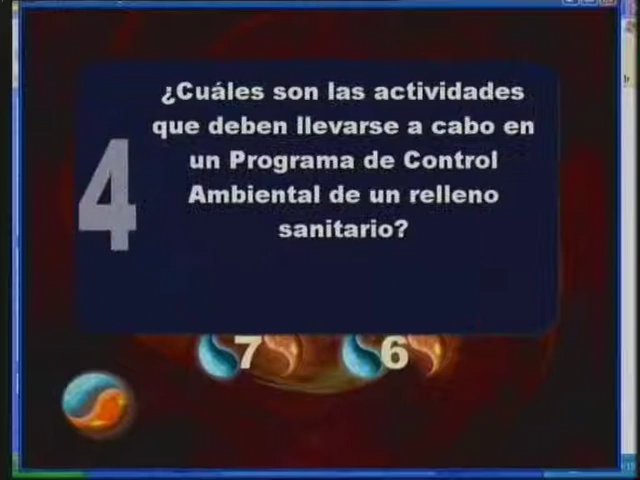 ¿Cuáles son las actividades
que deben llevarse a cabo en
un Programa de Control
Ambiental de un relleno
sanitario?
4
7 6